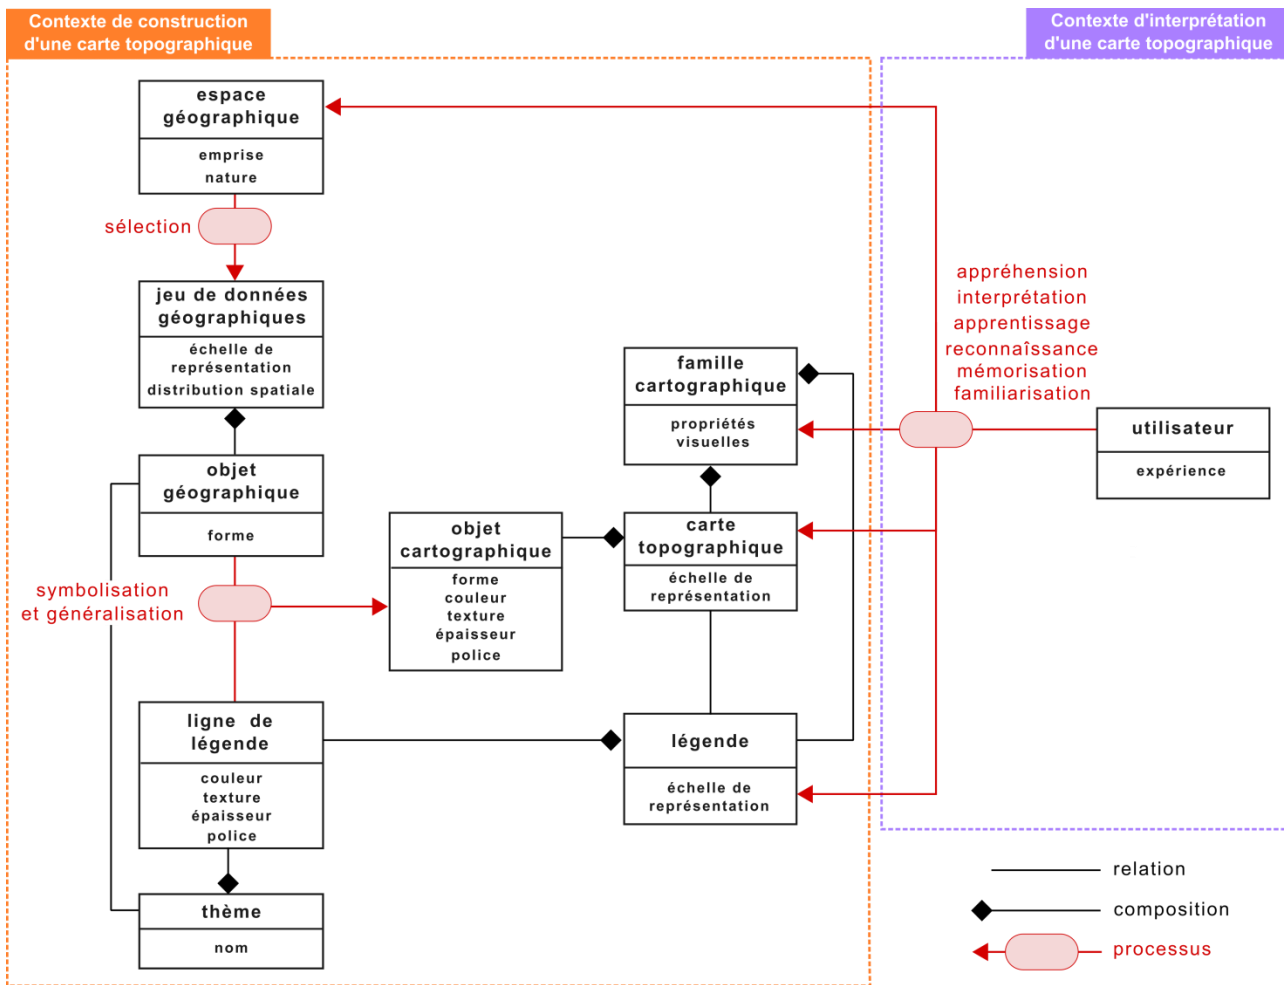 Contexte de construction
d'une carte topographique
Contexte d'interprétation
d'une carte topographique
espace
géographique
emprise
nature
sélection
jeu de données
géographiques
échelle de
représentation
distribution spatiale
objet
géographique
forme
symbolisation
et généralisation
objet
cartographique
forme
couleur
texture
épaisseur
police
famille
cartographique
propriétés
visuelles
carte
topographique
échelle de
représentation
ligne de
légende
couleur
texture
épaisseur
police
légende
échelle de
représentation
thème
nom
appréhension
interprétation
apprentissage
reconnaîssance
mémorisation
familiarisation
utilisateur
expérience
relation
composition
processus